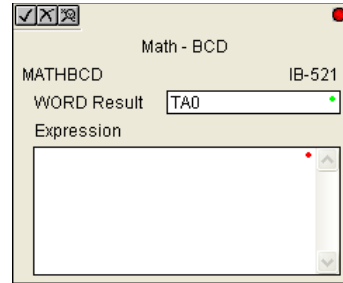 Math - BCD
MATHBCD IB-521
WORD Result TA0
Expression